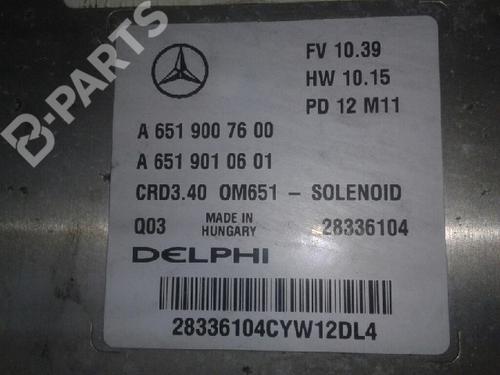 FV 10.39
HW 10.15
PD 12 M11
A 651 900 76 00
A 651 901 06 01
CRD3.40 OM651 - SOLENOID
Q03 MADE IN HUNGARY 28336104
DELPHI
28336104CYW12DL4
B-PARTS